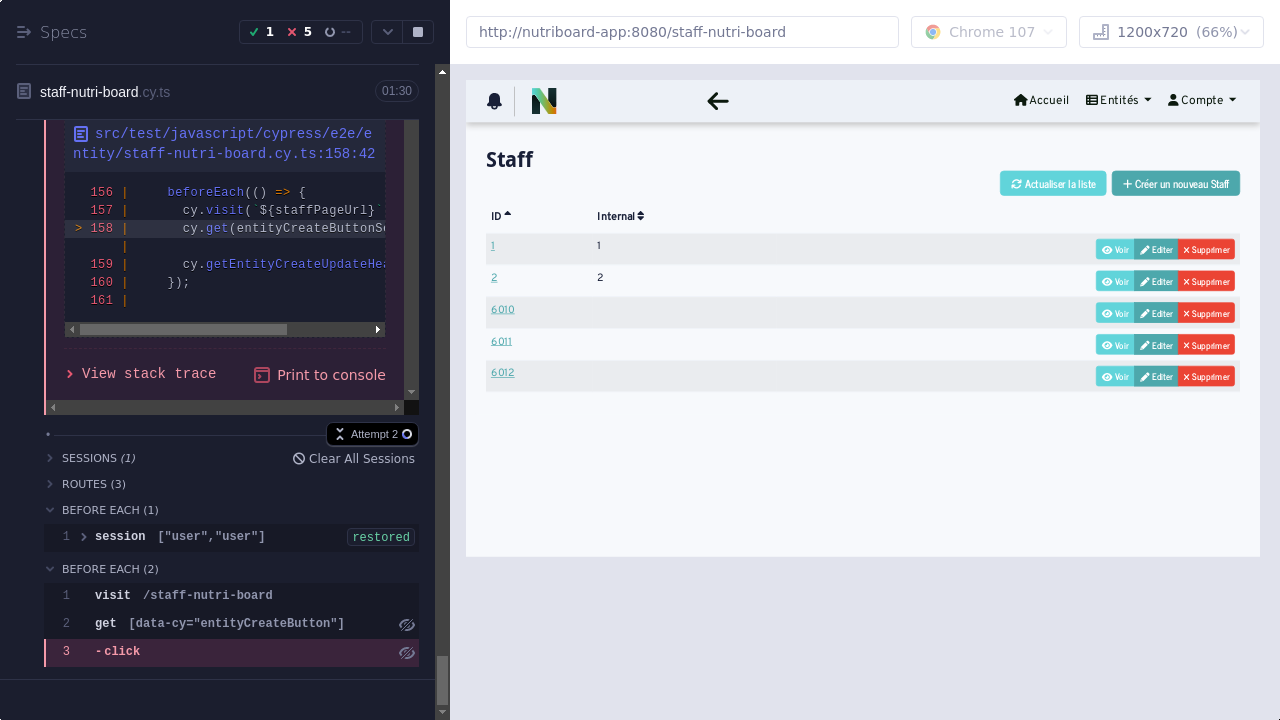 Specs
1
5
--
staff-nutri-board.cy.ts
01:30
src/test/javascript/cypress/e2e/e
ntity/staff-nutri-board.cy.ts:158:42
156 | beforeEach(() => {
157 | cy.visit(`${staffPageUrl}`
> 158 | cy.get(entityCreateButtonSe
|
159 | cy.getEntityCreateUpdateHea
160 | });
161 |
View stack trace
Print to console
Attempt 2
SESSIONS (1)
Clear All Sessions
ROUTES (3)
BEFORE EACH (1)
1 session ["user","user"] restored
BEFORE EACH (2)
1 visit /staff-nutri-board
2 get [data-cy="entityCreateButton"]
3 -click
http://nutriboard-app:8080/staff-nutri-board
Chrome 107
1200x720 (66%)
N
Accueil
Entités
Compte
Staff
Actualiser la liste
Créer un nouveau Staff
ID
Internal
1 1 Voir Editer Supprimer
2 2 Voir Editer Supprimer
6010 Voir Editer Supprimer
6011 Voir Editer Supprimer
6012 Voir Editer Supprimer